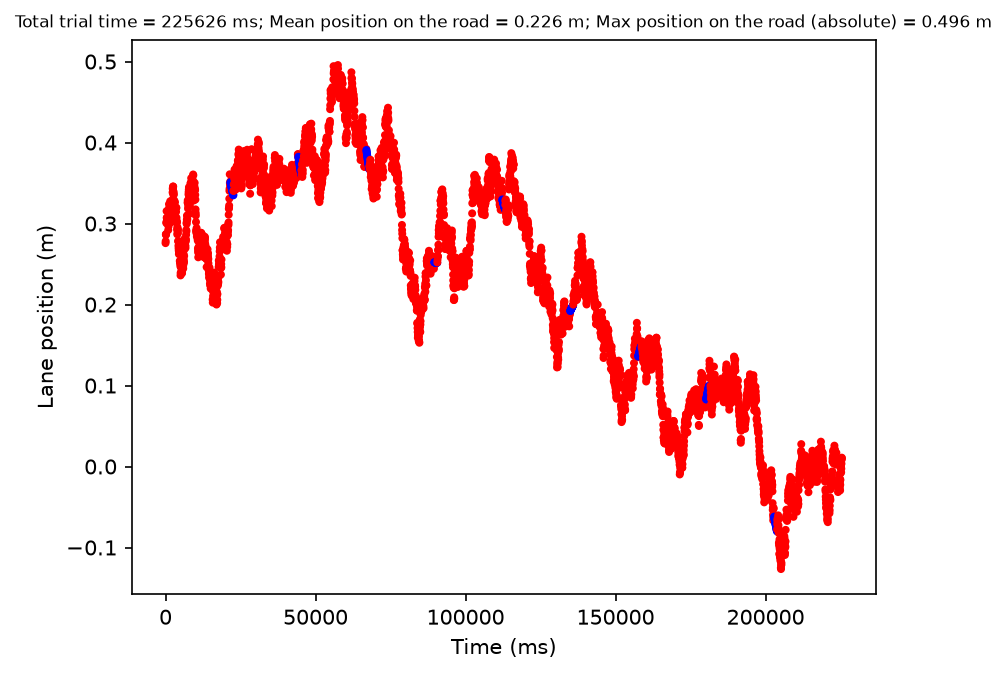 Total trial time = 225626 ms; Mean position on the road = 0.226 m; Max position on the road (absolute) = 0.496 m
0.5
0.4
0.3
0.2
0.1
0.0
−0.1
Lane position (m)
0 50000 100000 150000 200000
Time (ms)